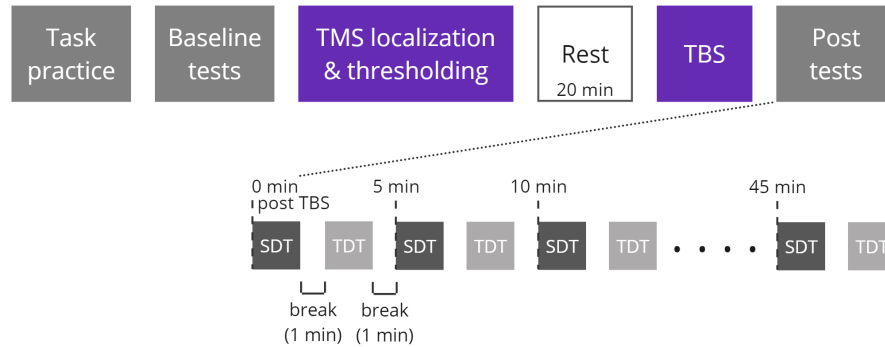 Task
practice
Baseline
tests
TMS localization
& thresholding
Rest
20 min
TBS
Post
tests
0 min
post TBS
5 min
10 min
45 min
SDT
TDT
SDT
TDT
SDT
TDT
. . . .
SDT
TDT
break
(1 min)
break
(1 min)